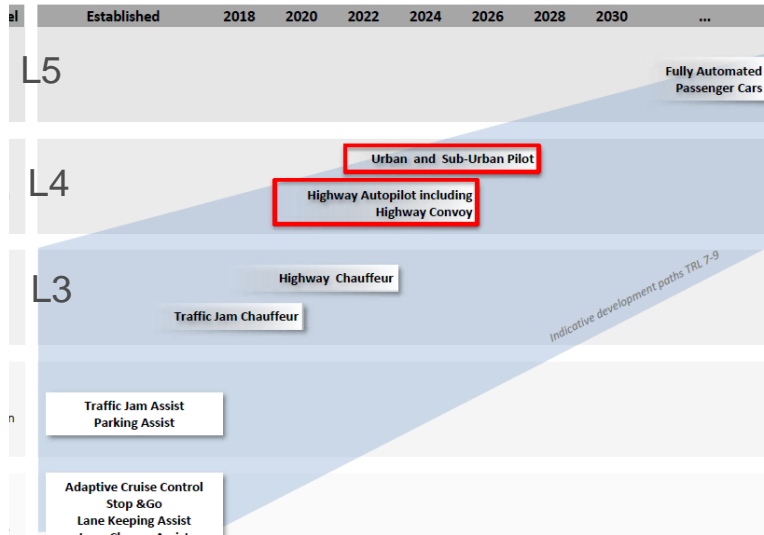 el Established 2018 2020 2022 2024 2026 2028 2030 ...
L5
Fully Automated
Passenger Cars
Urban and Sub-Urban Pilot
L4
Highway Autopilot including
Highway Convoy
L3
Highway Chauffeur
Indicative development paths TRL 7-9
Traffic Jam Chauffeur
Traffic Jam Assist
Parking Assist
n
Adaptive Cruise Control
Stop &Go
Lane Keeping Assist